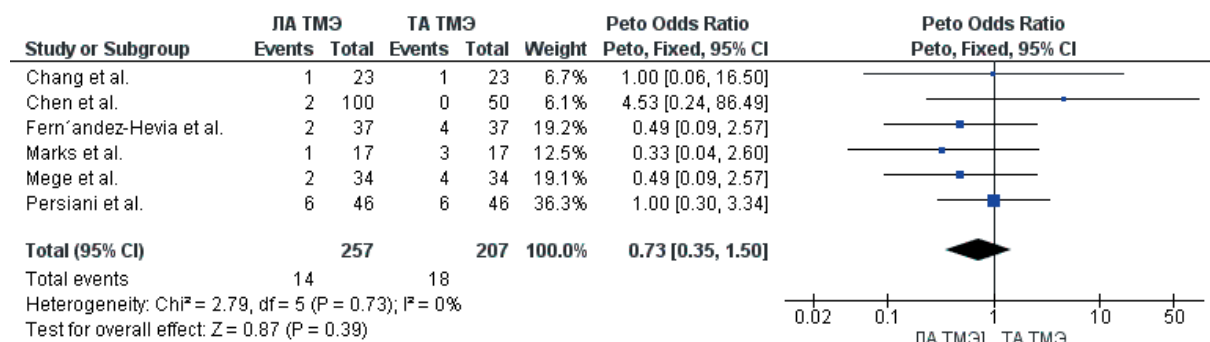 ЛА ТМЭ ТА ТМЭ Peto Odds Ratio Peto Odds Ratio
Study or Subgroup Events Total Events Total Weight Peto, Fixed, 95% CI Peto, Fixed, 95% CI
Chang et al. 1 23 1 23 6.7% 1.00 [0.06, 16.50]
Chen et al. 2 100 0 50 6.1% 4.53 [0.24, 86.49]
Fern´andez-Hevia et al. 2 37 4 37 19.2% 0.49 [0.09, 2.57]
Marks et al. 1 17 3 17 12.5% 0.33 [0.04, 2.60]
Mege et al. 2 34 4 34 19.1% 0.49 [0.09, 2.57]
Persiani et al. 6 46 6 46 36.3% 1.00 [0.30, 3.34]
Total (95% CI) 257 207 100.0% 0.73 [0.35, 1.50]
Total events 14 18
Heterogeneity: Chi² = 2.79, df = 5 (P = 0.73); I² = 0%
Test for overall effect: Z = 0.87 (P = 0.39)
0.02 0.1 1 10 50
ЛА ТМЭ] ТА ТМЭ